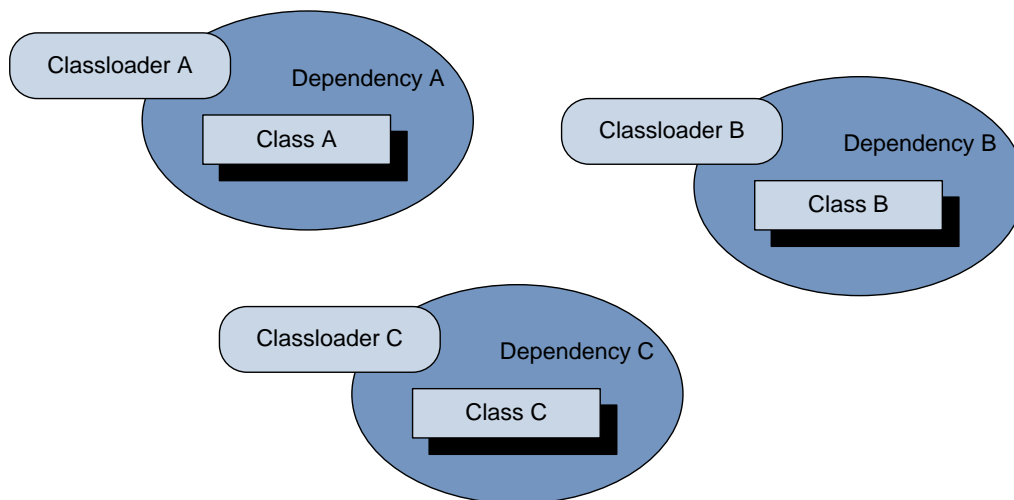 Classloader A
Dependency A
Class A
Classloader B
Dependency B
Class B
Classloader C
Dependency C
Class C